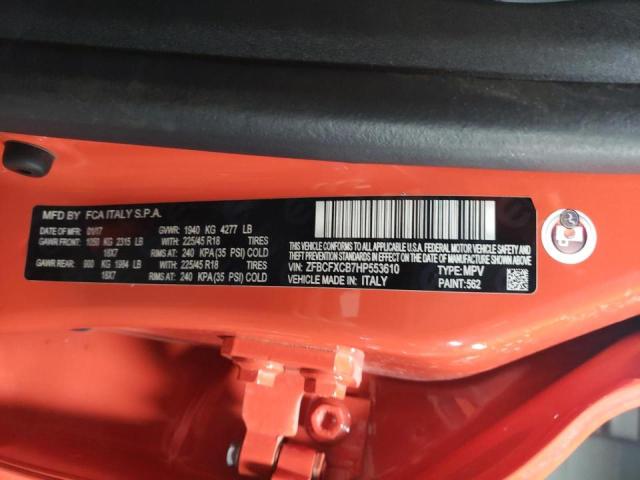 MFD BY FCA ITALY S.P.A.
DATE OF MFR 01/17 GVWR: 1940 KG 4277 LB
GAWR FRONT: 1050 KG 2315 LB 225/45 R18 TIRES
18X7 RIMS AT: 240 KPA (35 PSI) COLD
GAWR REAR: 900 KG 1984 LB 225/45 R18 TIRES
18X7 RIMS AT: 240 KPA (35 PSI) COLD
THIS VEHICLE CONFORMS TO ALL APPLICABLE U.S.A. FEDERAL MOTOR VEHICLE SAFETY
AND THEFT PREVENTION STANDARDS IN EFFECT ON THE DATE OF MANUFACTURE SHOWN ABOVE
VIN: ZFBCFXCB7HP553610 TYPE: MPV
VEHICLE MADE IN: ITALY PAINT: 562